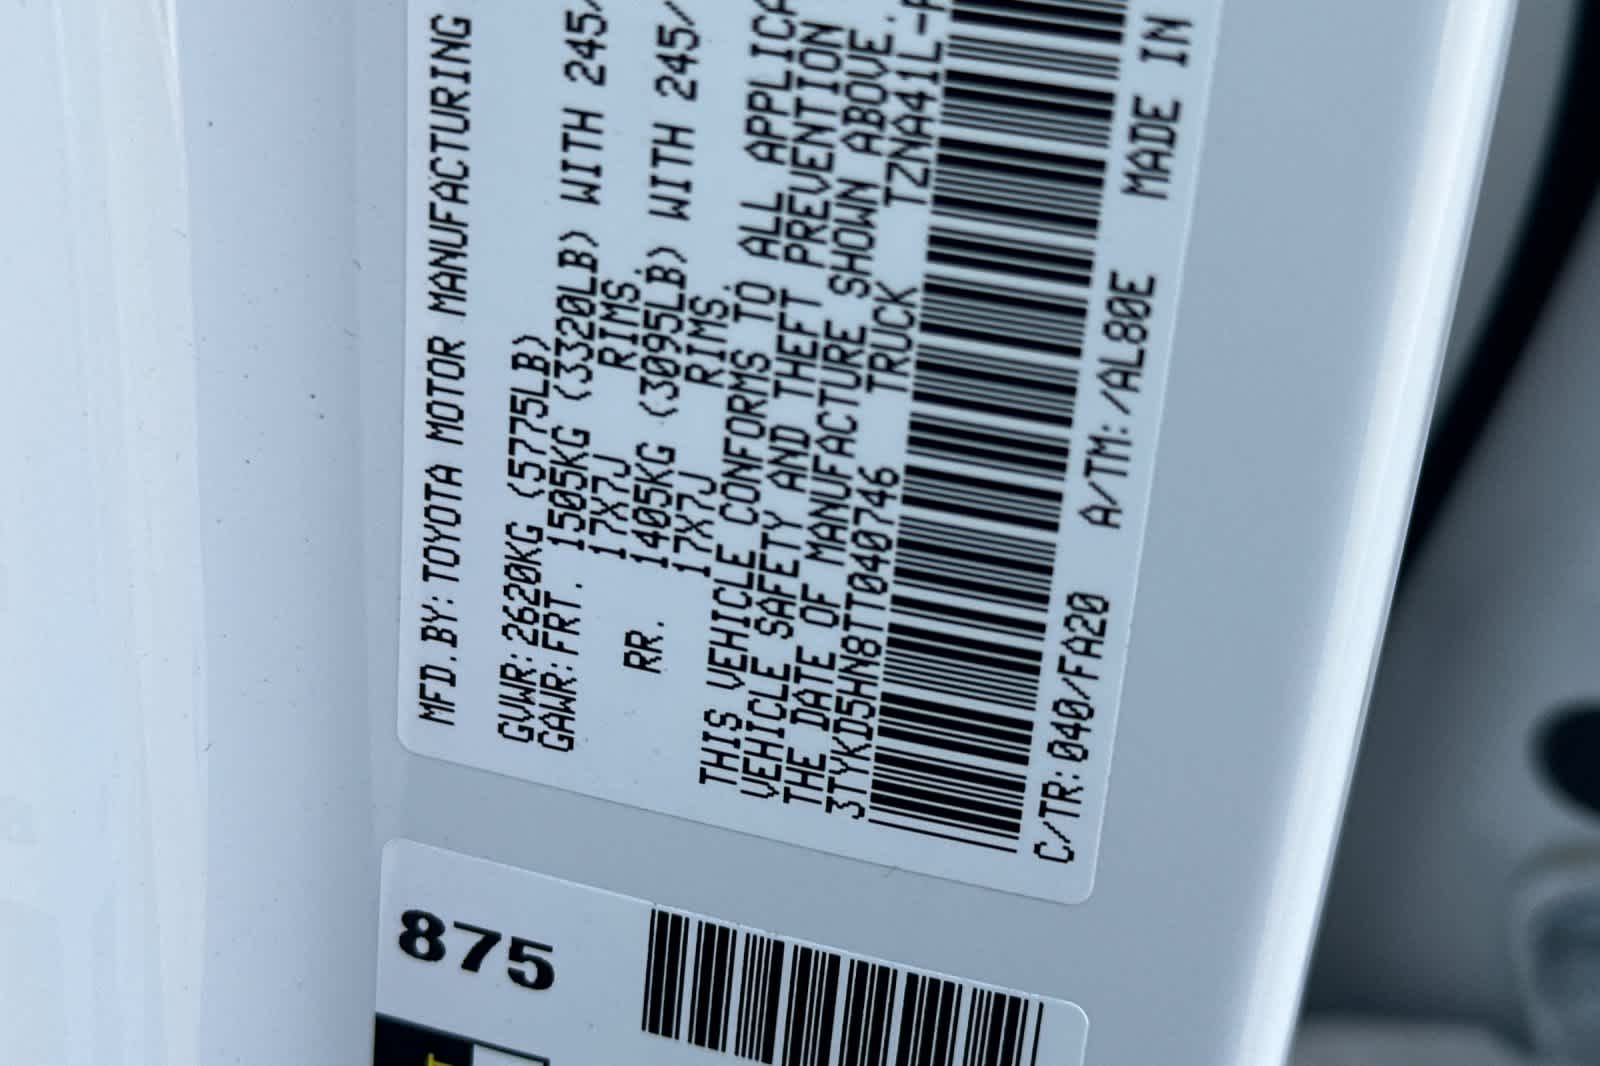 MFD.BY:TOYOTA MOTOR MANUFACTURING
GVWR:2620KG (5775LB)
GAWR:FRT. 1505KG (3320LB) WITH 245/
17X7J RIMS,
RR. 1405KG (3095LB) WITH 245/
17X7J RIMS,
THIS VEHICLE CONFORMS TO ALL APPLICA
VEHICLE SAFETY AND THEFT PREVENTION
THE DATE OF MANUFACTURE SHOWN ABOVE.
3TYKD5HN8TT040746 TRUCK TZNA41L-
C/TR:040/FA20 A/TM:/AL80E MADE IN
875